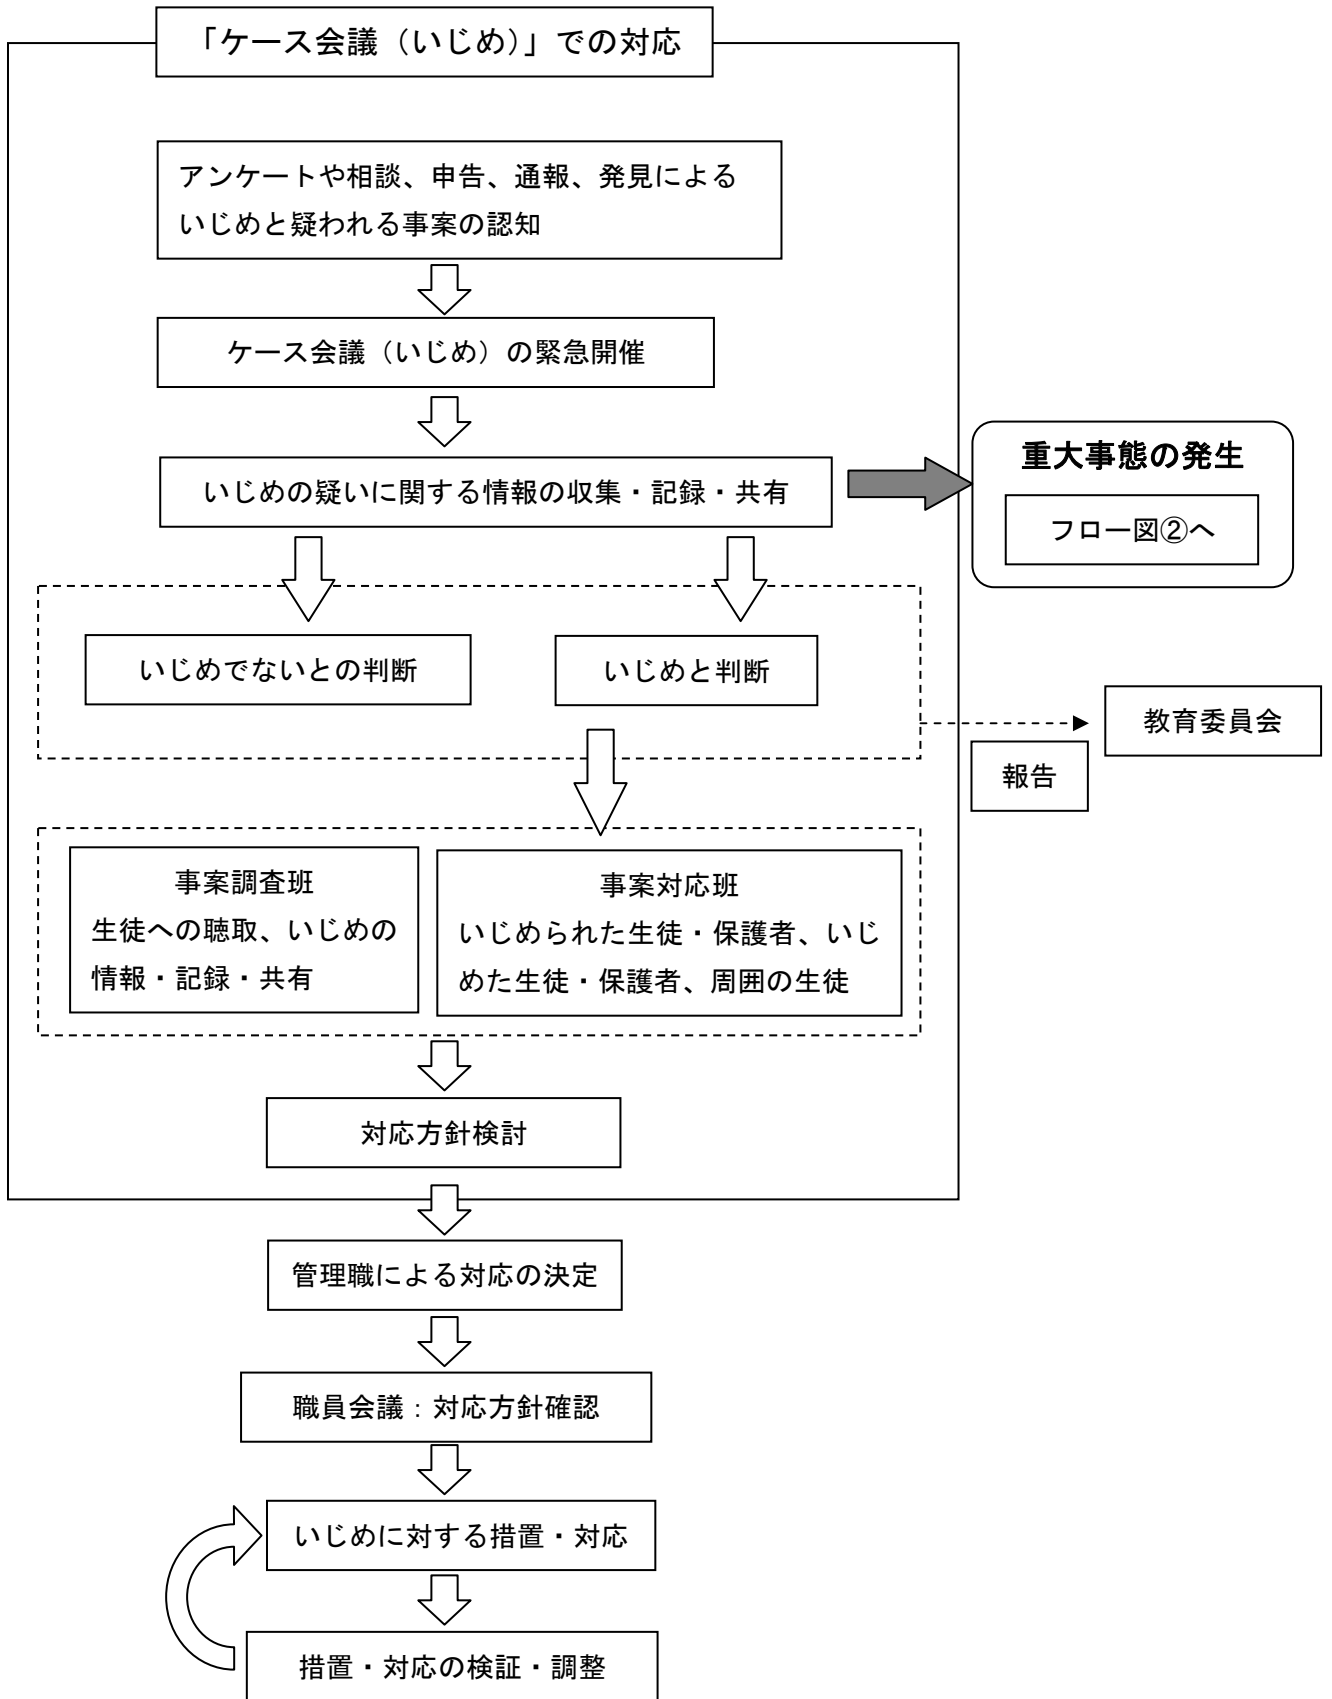 「ケース会議（いじめ）」での対応
アンケートや相談、申告、通報、発見による
いじめと疑われる事案の認知
ケース会議（いじめ）の緊急開催
いじめの疑いに関する情報の収集・記録・共有
重大事態の発生
フロー図②へ
いじめでないとの判断
いじめと判断
教育委員会
報告
事案調査班
生徒への聴取、いじめの
情報・記録・共有
事案対応班
いじめられた生徒・保護者、いじ
めた生徒・保護者、周囲の生徒
対応方針検討
管理職による対応の決定
職員会議：対応方針確認
いじめに対する措置・対応
措置・対応の検証・調整